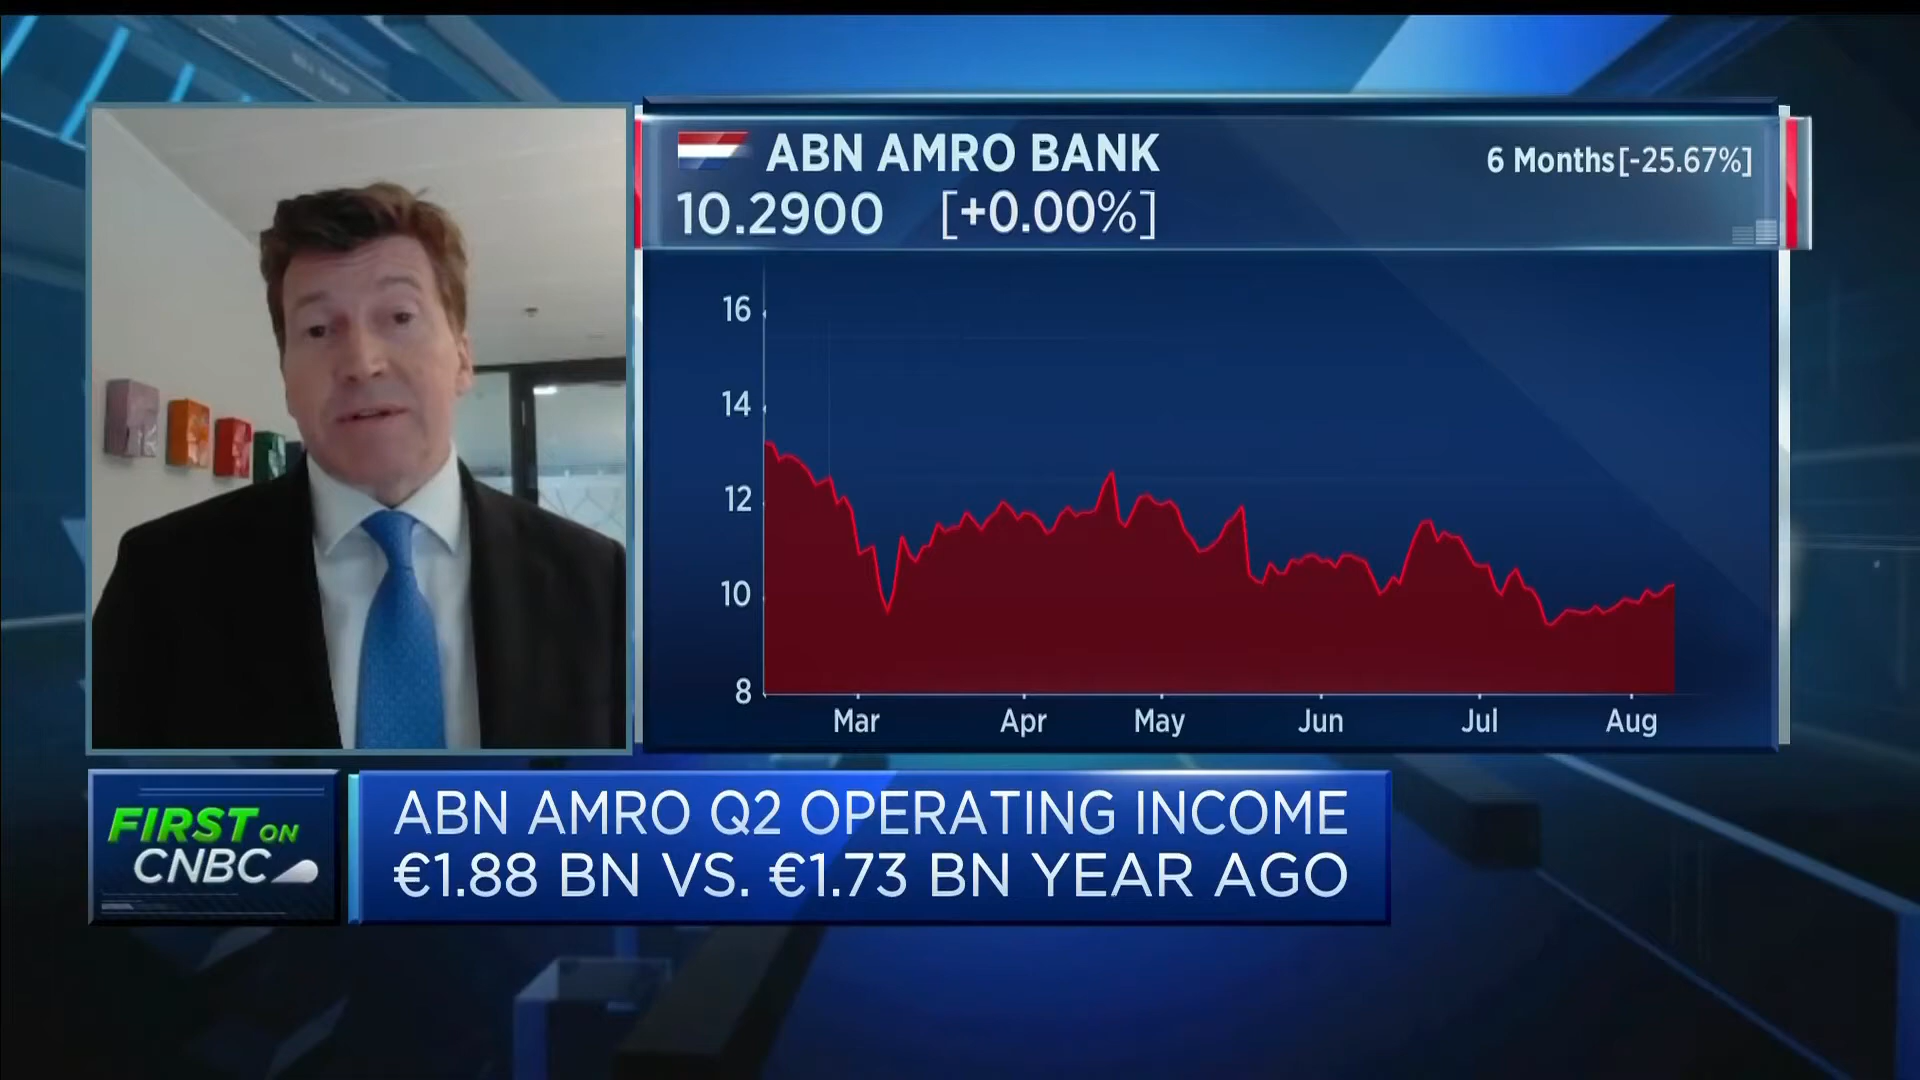 ABN AMRO BANK
6 Months[-25.67%]
10.2900 [+0.00%]
16
14
12
10
8
Mar Apr May Jun Jul Aug
FIRST ON
CNBC
ABN AMRO Q2 OPERATING INCOME
€1.88 BN VS. €1.73 BN YEAR AGO